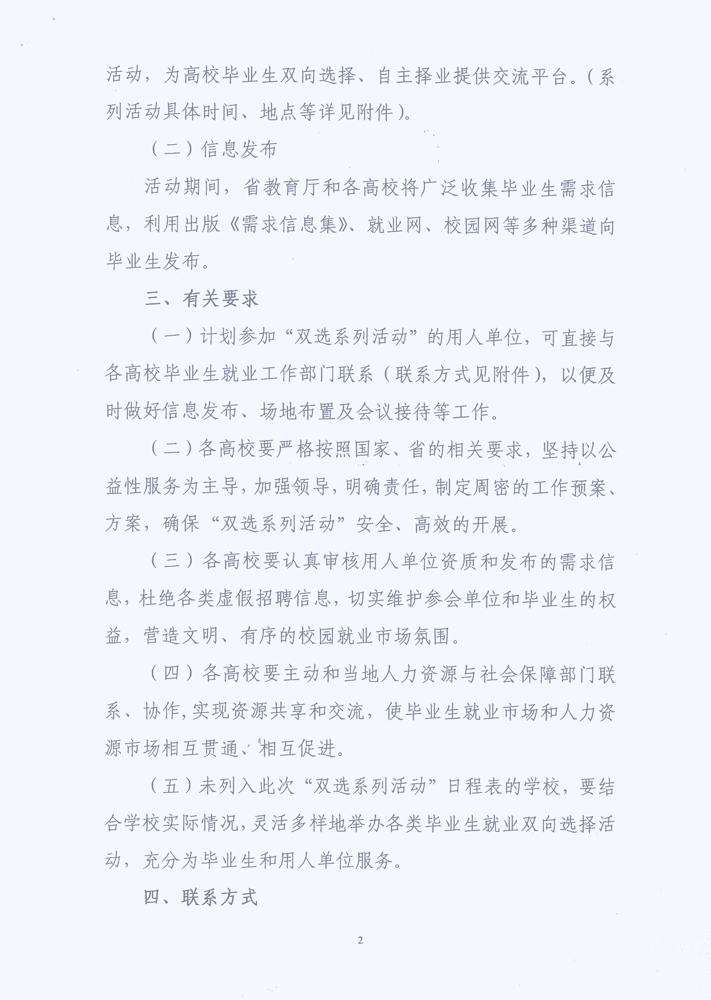 活动，为高校毕业生双向选择、自主择业提供交流平台。（系
列活动具体时间、地点等详见附件）。
（二）信息发布
活动期间，省教育厅和各高校将广泛收集毕业生需求信
息，利用出版《需求信息集》、就业网、校园网等多种渠道向
毕业生发布。
三、有关要求
（一）计划参加“双选系列活动”的用人单位，可直接与
各高校毕业生就业工作部门联系（联系方式见附件），以便及
时做好信息发布、场地布置及会议接待等工作。
（二）各高校要严格按照国家、省的相关要求，坚持以公
益性服务为主导，加强领导，明确责任，制定周密的工作预案、
方案，确保“双选系列活动”安全、高效的开展。
（三）各高校要认真审核用人单位资质和发布的需求信
息，杜绝各类虚假招聘信息，切实维护参会单位和毕业生的权
益，营造文明、有序的校园就业市场氛围。
（四）各高校要主动和当地人力资源与社会保障部门联
系、协作,实现资源共享和交流，使毕业生就业市场和人力资
源市场相互贯通、相互促进。
（五）未列入此次“双选系列活动”日程表的学校，要结
合学校实际情况，灵活多样地举办各类毕业生就业双向选择活
动，充分为毕业生和用人单位服务。
四、联系方式
2